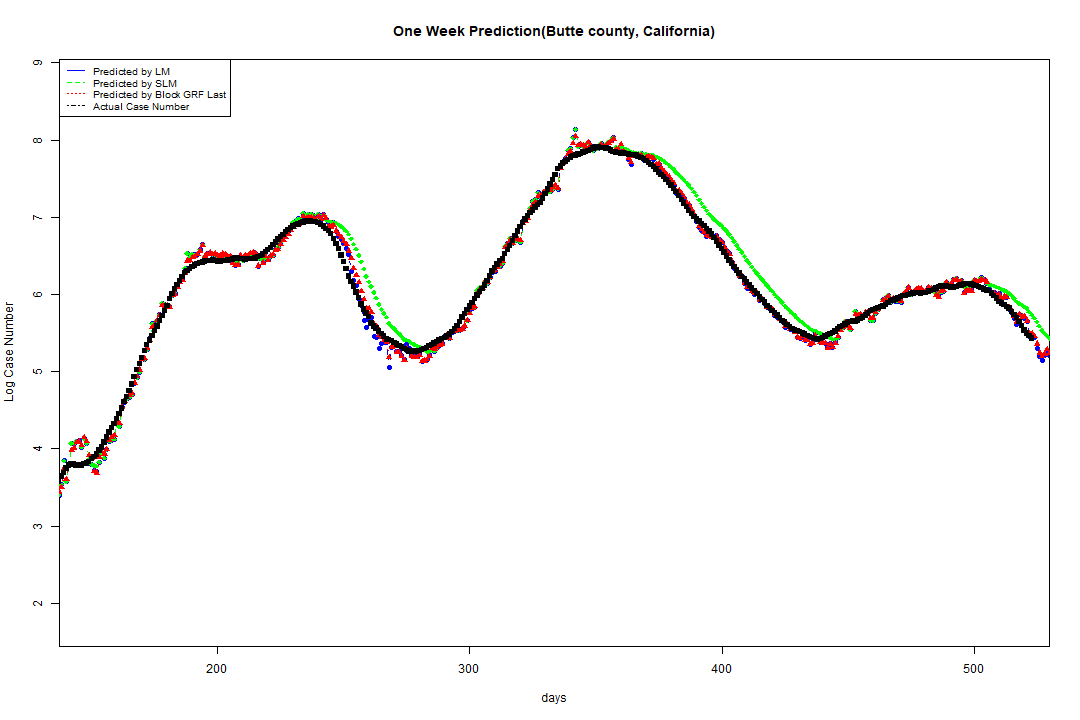 One Week Prediction(Butte county, California)
Predicted by LM
Predicted by SLM
Predicted by Block GRF Last
Actual Case Number
9
8
7
6
5
4
3
2
Log Case Number
200 300 400 500
days